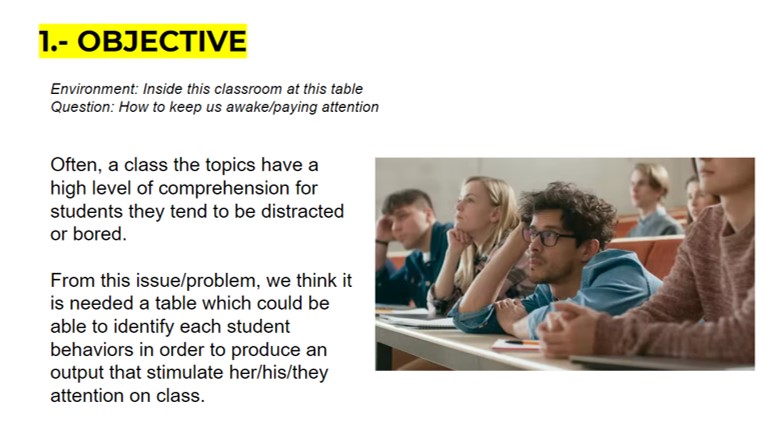 1.- OBJECTIVE
Environment: Inside this classroom at this table
Question: How to keep us awake/paying attention
Often, a class the topics have a
high level of comprehension for
students they tend to be distracted
or bored.
From this issue/problem, we think it
is needed a table which could be
able to identify each student
behaviors in order to produce an
output that stimulate her/his/they
attention on class.